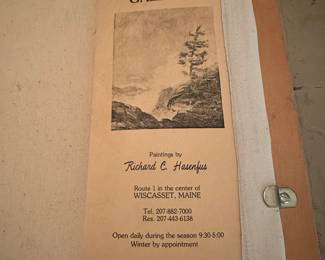 Paintings by
Richard C. Hasenfus
Route 1 in the center of
WISCASSET, MAINE
Tel. 207-882-7000
Res. 207-443-6138
Open daily during the season 9:30-5:00
Winter by appointment